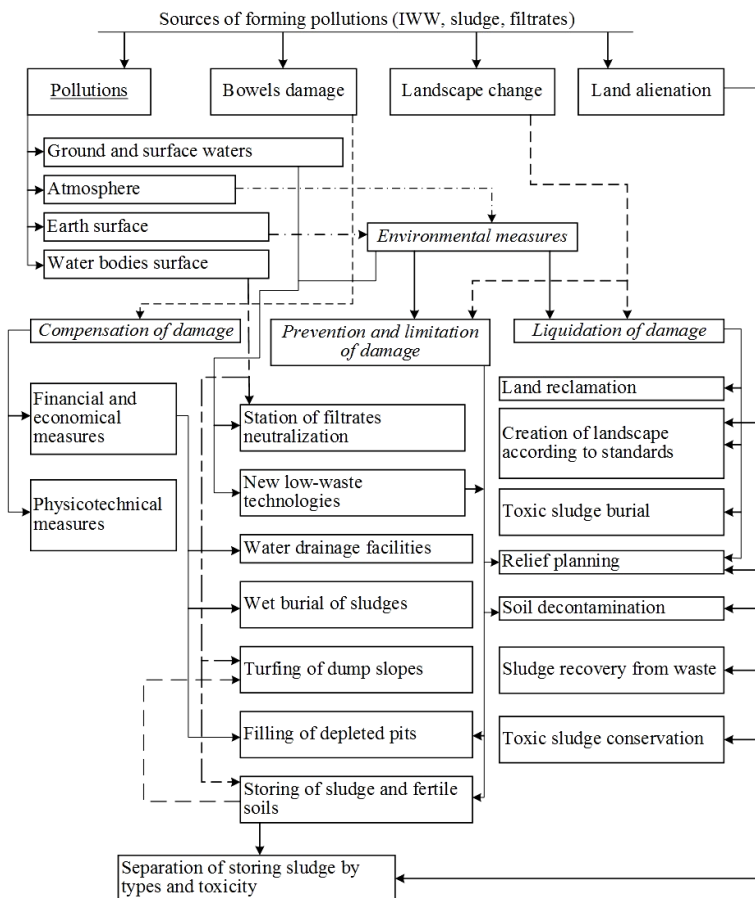 Sources of forming pollutions (IWW, sludge, filtrates)
Pollutions
Bowels damage
Landscape change
Land alienation
Ground and surface waters
Atmosphere
Earth surface
Water bodies surface
Environmental measures
Compensation of damage
Prevention and limitation
of damage
Liquidation of damage
Financial and
economical
measures
Physicotechnical
measures
Station of filtrates
neutralization
New low-waste
technologies
Water drainage facilities
Wet burial of sludges
Turfing of dump slopes
Filling of depleted pits
Storing of sludge and fertile
soils
Land reclamation
Creation of landscape
according to standards
Toxic sludge burial
Relief planning
Soil decontamination
Sludge recovery from waste
Toxic sludge conservation
Separation of storing sludge by
types and toxicity